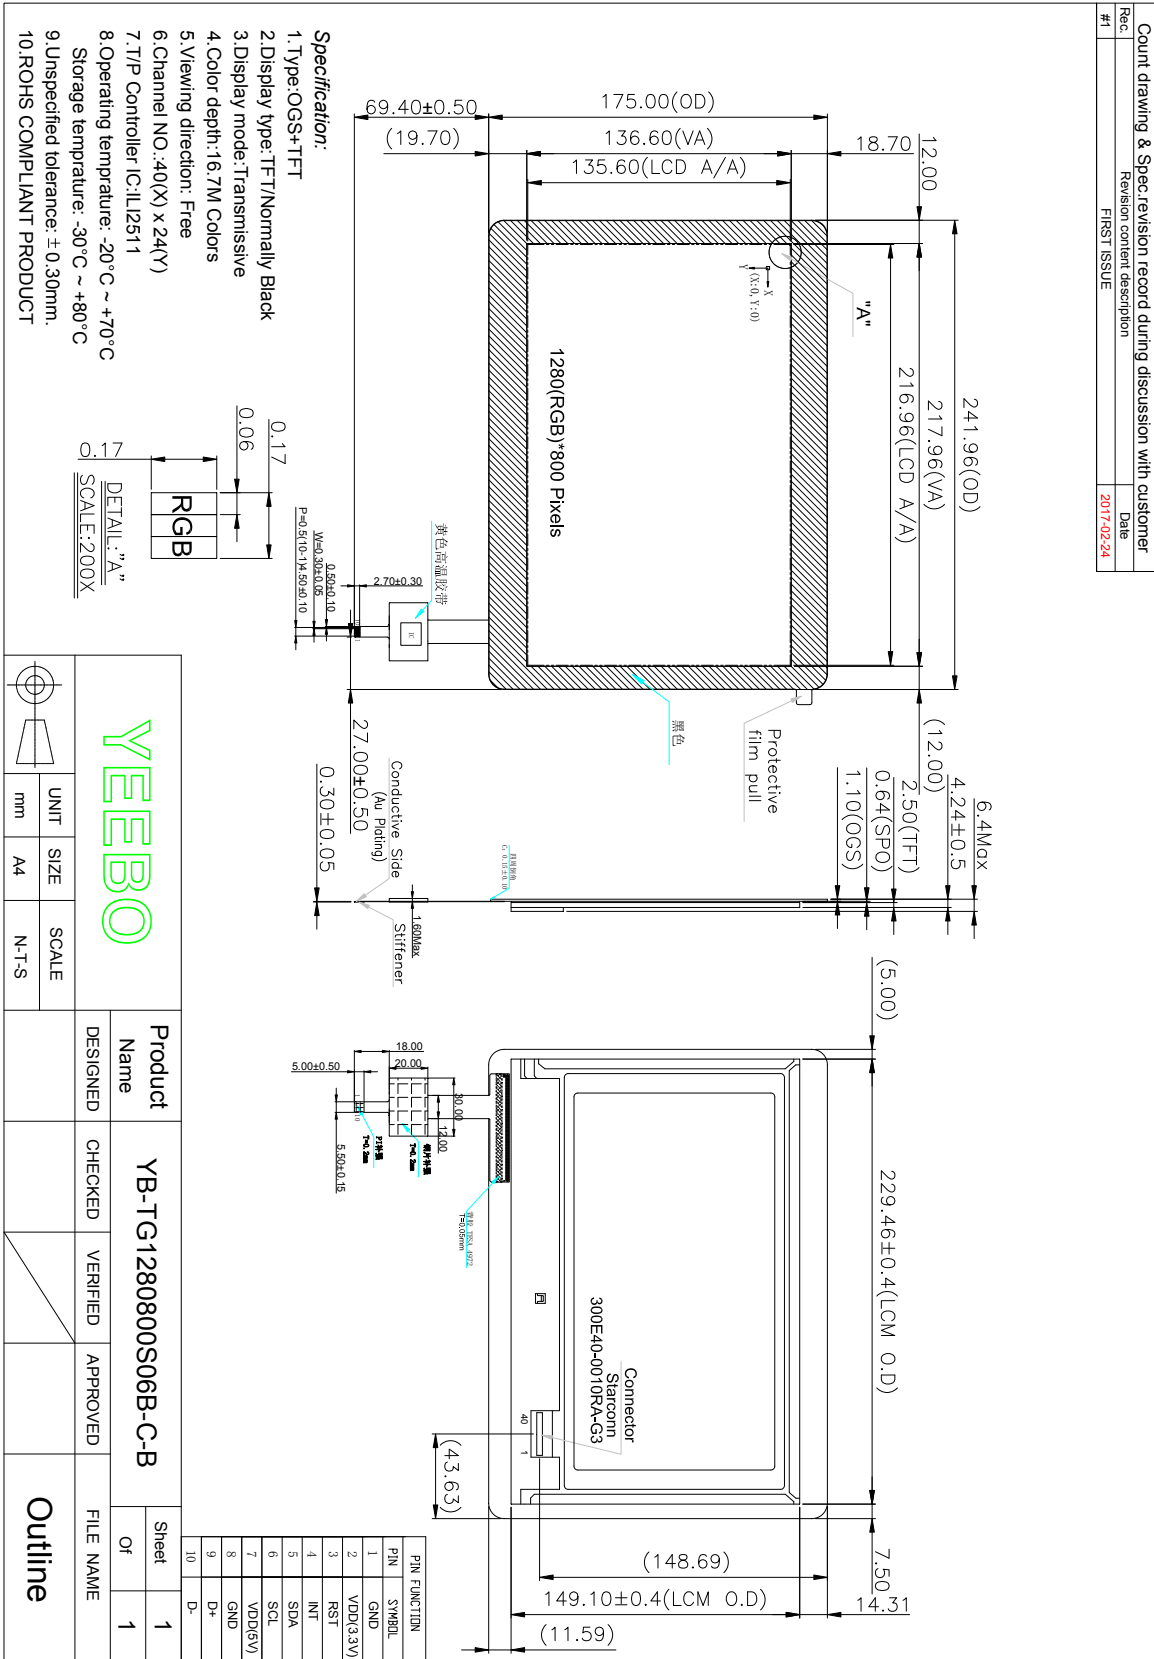 Count drawing & Spec.revision record during discussion with customer
Rec. Revision content description Date
#1 FIRST ISSUE 2017-02-24
241.96(OD)
217.96(VA)
216.96(LCD A/A)
12.00
(12.00)
18.70
175.00(OD)
136.60(VA)
135.60(LCD A/A)
69.40±0.50
(19.70)
"A"
X
Y
(X:0, Y:0)
1280(RGB)*800 Pixels
Protective
film pull
黑色
黄色高温胶带
IC
2.70±0.30
0.50±0.10
W=0.30±0.05
P=0.5(10-1)4.50±0.10
27.00±0.50
6.4Max
4.24±0.5
2.50(TFT)
0.64(SPO)
1.10(OGS)
Conductive Side
(Au Plating)
Stiffener
1.60Max
0.30±0.05
(5.00)
229.46±0.4(LCM O.D)
7.50
14.31
(148.69)
149.10±0.4(LCM O.D)
(11.59)
(43.63)
Connector
Starconn
300E40-0010RA-G3
40
1
18.00
20.00
5.00±0.50
30.00
12.00
5.50±0.15
T=0.2mm
PI补强
T=0.2mm
T=0.05mm
Specification:
1.Type:OGS+TFT
2.Display type:TFT/Normally Black
3.Display mode:Transmissive
4.Color depth:16.7M Colors
5.Viewing direction: Free
6.Channel NO.:40(X) x 24(Y)
7.T/P Controller IC:ILI2511
8.Operating temprature: -20°C ~ +70°C
Storage temprature: -30°C ~ +80°C
9.Unspecified tolerance: ±0.30mm.
10.ROHS COMPLIANT PRODUCT
0.17
0.06
0.17
RGB
DETAIL:"A"
SCALE:200X
PIN FUNCTION
PIN SYMBOL
1 GND
2 VDD(3.3V)
3 RST
4 INT
5 SDA
6 SCL
7 VDD(5V)
8 GND
9 D+
10 D-
YEEBO
UNIT SIZE SCALE
mm A4 N-T-S
Product
Name
YB-TG1280800S06B-C-B
Sheet 1
Of 1
DESIGNED CHECKED VERIFIED APPROVED FILE NAME
Outline